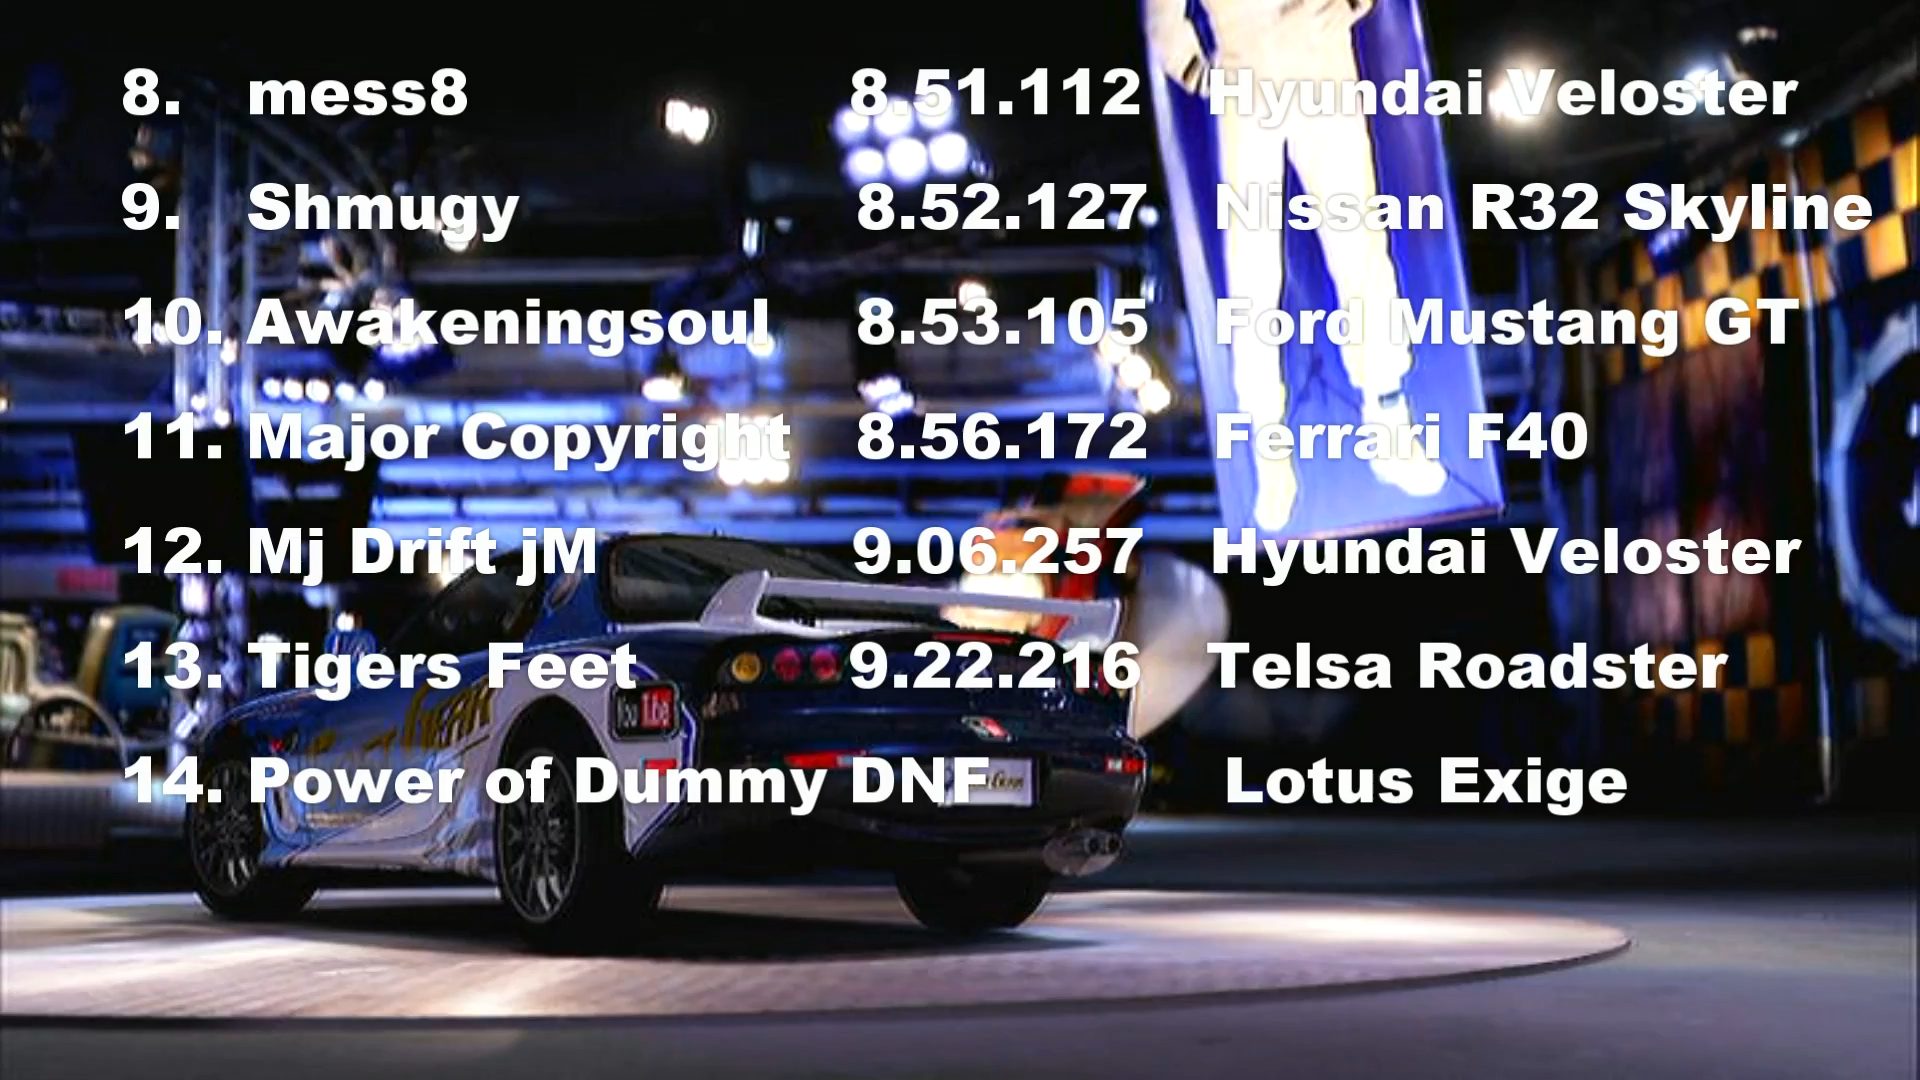 8. mess8 8.51.112 Hyundai Veloster
9. Shmugy 8.52.127 Nissan R32 Skyline
10. Awakeningsoul 8.53.105 Ford Mustang GT
11. Major Copyright 8.56.172 Ferrari F40
12. Mj Drift jM 9.06.257 Hyundai Veloster
13. Tigers Feet 9.22.216 Telsa Roadster
You Tube
14. Power of Dummy DNF Lotus Exige